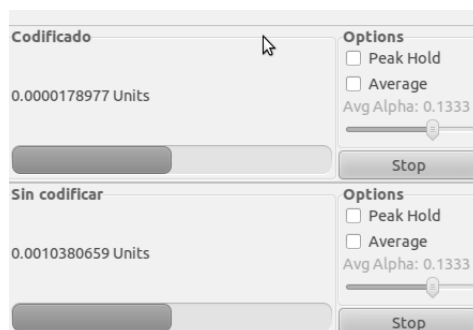 Codificado
Options
Peak Hold
Average
0.0000178977 Units
Avg Alpha: 0.1333
Stop
Sin codificar
Options
Peak Hold
Average
0.0010380659 Units
Avg Alpha: 0.1333
Stop